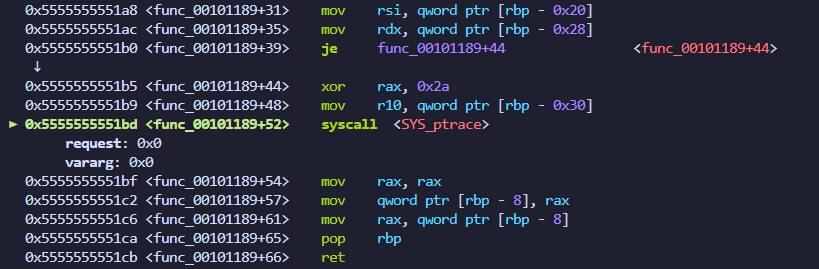 0x5555555551a8 <func_00101189+31> mov rsi, qword ptr [rbp - 0x20]
0x5555555551ac <func_00101189+35> mov rdx, qword ptr [rbp - 0x28]
0x5555555551b0 <func_00101189+39> je func_00101189+44 <func_00101189+44>
↓
0x5555555551b5 <func_00101189+44> xor rax, 0x2a
0x5555555551b9 <func_00101189+48> mov r10, qword ptr [rbp - 0x30]
► 0x5555555551bd <func_00101189+52> syscall <SYS_ptrace>
request: 0x0
vararg: 0x0
0x5555555551bf <func_00101189+54> mov rax, rax
0x5555555551c2 <func_00101189+57> mov qword ptr [rbp - 8], rax
0x5555555551c6 <func_00101189+61> mov rax, qword ptr [rbp - 8]
0x5555555551ca <func_00101189+65> pop rbp
0x5555555551cb <func_00101189+66> ret